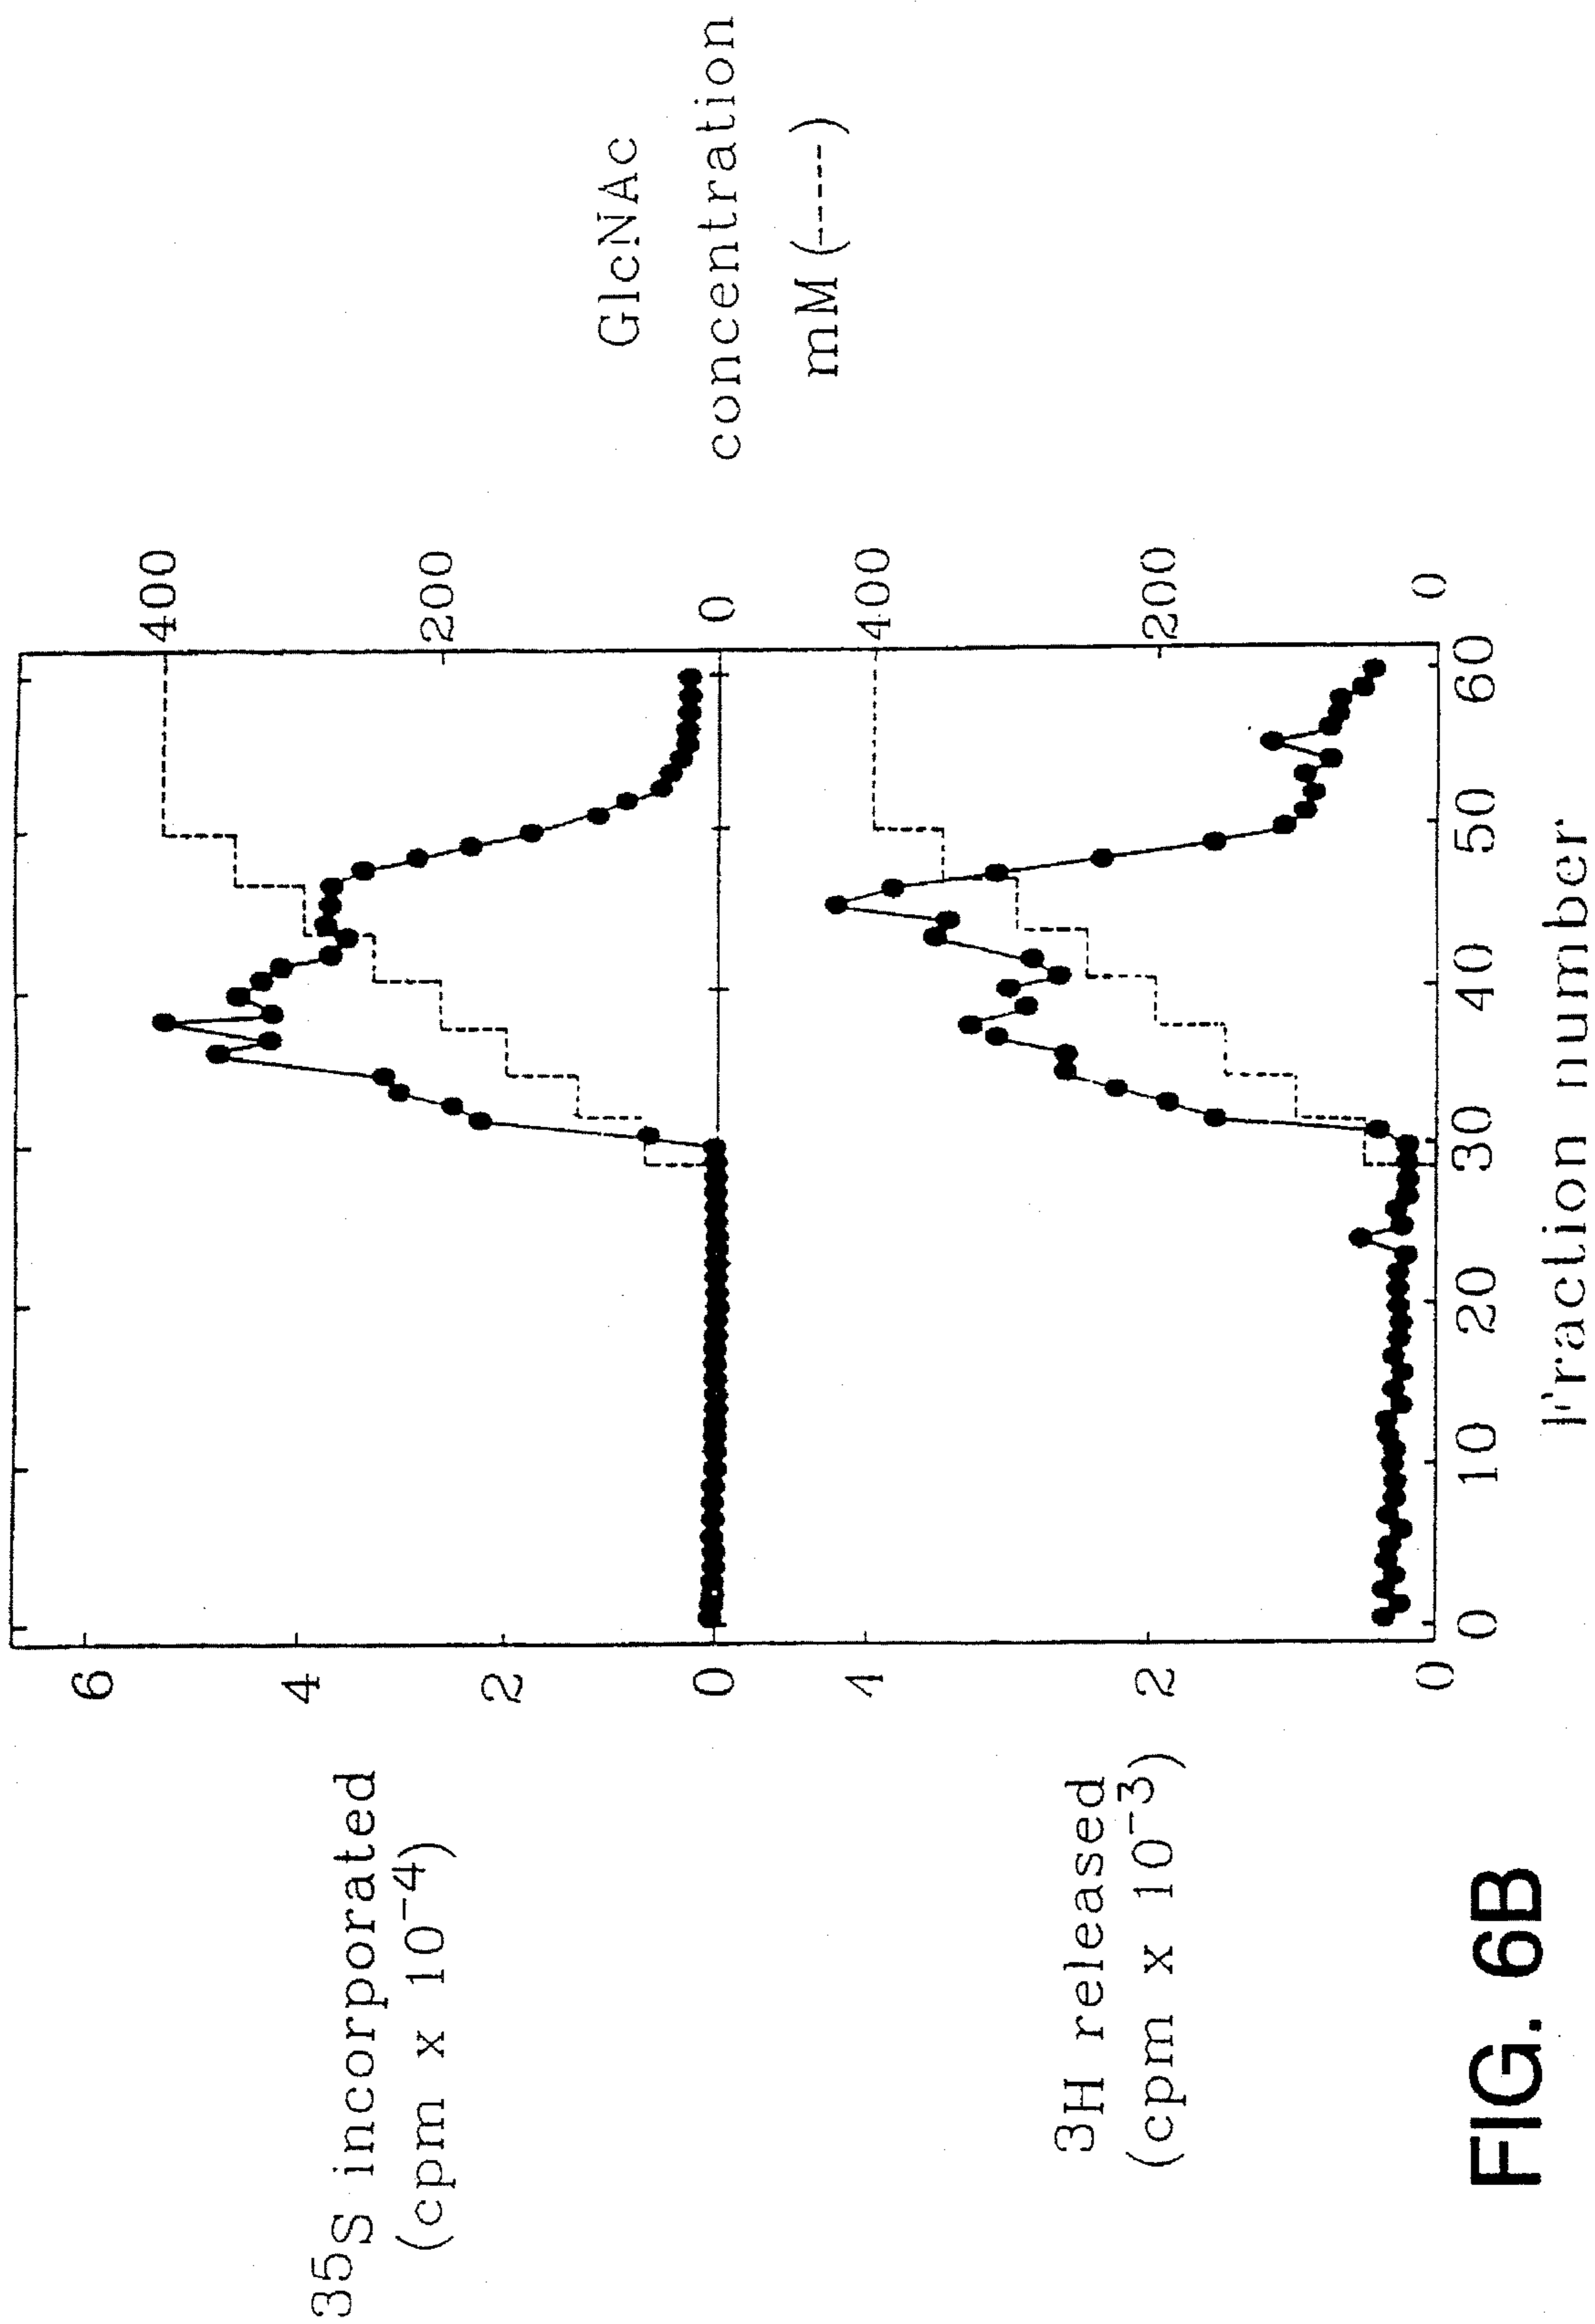 35S incorporated
(cpm x 10-4)
6
4
2
0
400
200
0
GlcNAc
concentration
mM (-----)
3H released
(cpm x 10-3)
4
2
0
400
200
0
0 10 20 30 40 50 60
Fraction number
FIG. 6B